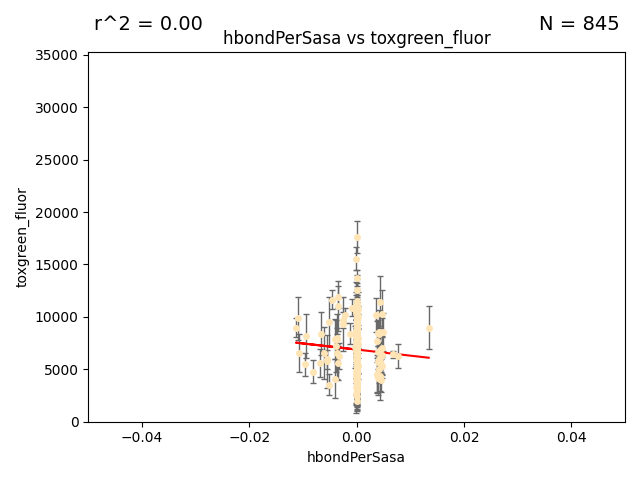 r^2 = 0.00
N = 845
hbondPerSasa vs toxgreen_fluor
35000
30000
25000
20000
15000
10000
5000
0
toxgreen_fluor
−0.04
−0.02
0.00
0.02
0.04
hbondPerSasa